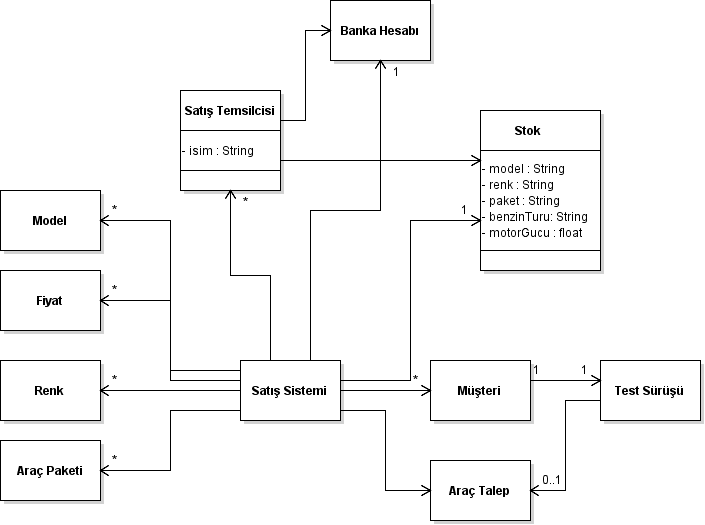 Banka Hesabı
1
Satış Temsilcisi
- isim : String
*
Stok
- model : String
- renk : String
- paket : String
- benzinTuru: String
- motorGucu : float
1
Model
*
Fiyat
*
Renk
*
Satış Sistemi
*
Müşteri
1
1
Test Sürüşü
Araç Paketi
*
Araç Talep
0..1